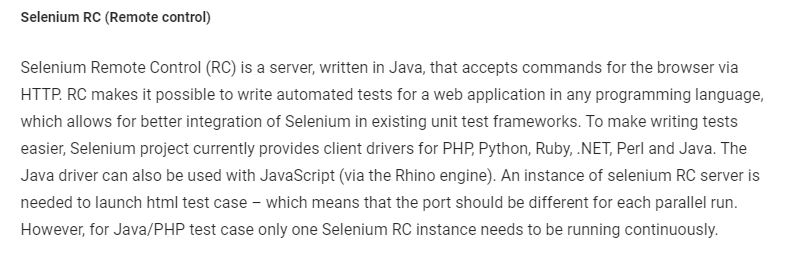 Selenium RC (Remote control)
Selenium Remote Control (RC) is a server, written in Java, that accepts commands for the browser via
HTTP. RC makes it possible to write automated tests for a web application in any programming language,
which allows for better integration of Selenium in existing unit test frameworks. To make writing tests
easier, Selenium project currently provides client drivers for PHP, Python, Ruby, .NET, Perl and Java. The
Java driver can also be used with JavaScript (via the Rhino engine). An instance of selenium RC server is
needed to launch html test case – which means that the port should be different for each parallel run.
However, for Java/PHP test case only one Selenium RC instance needs to be running continuously.